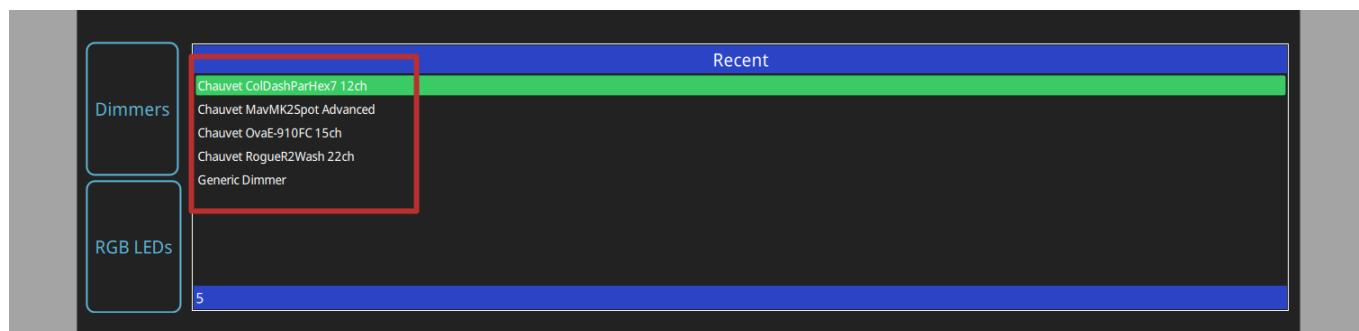 Recent
Dimmers
Chauvet ColDashParHex7 12ch
Chauvet MavMK2Spot Advanced
Chauvet OvaE-910FC 15ch
Chauvet RogueR2Wash 22ch
Generic Dimmer
RGB LEDs
5